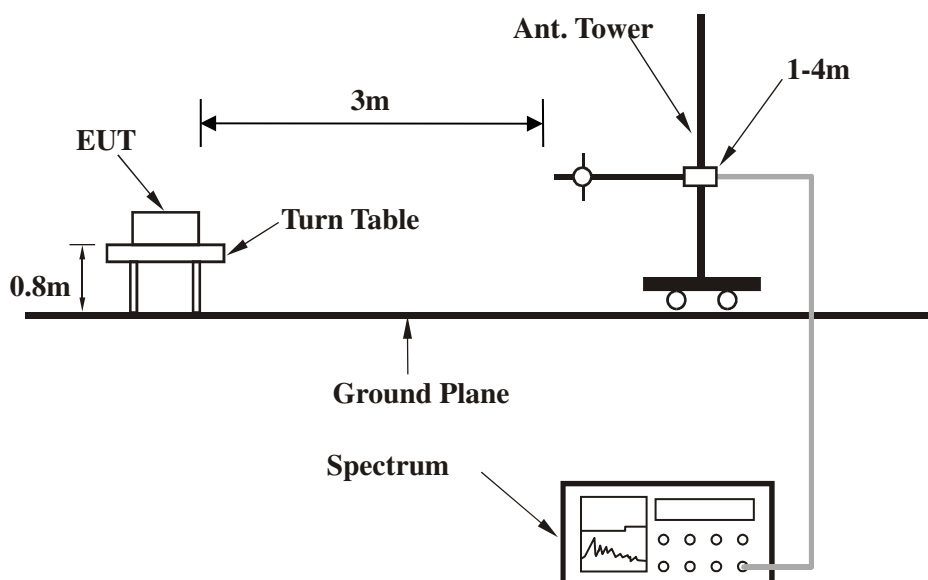 Ant. Tower
1-4m
3m
EUT
Turn Table
0.8m
Ground Plane
Spectrum